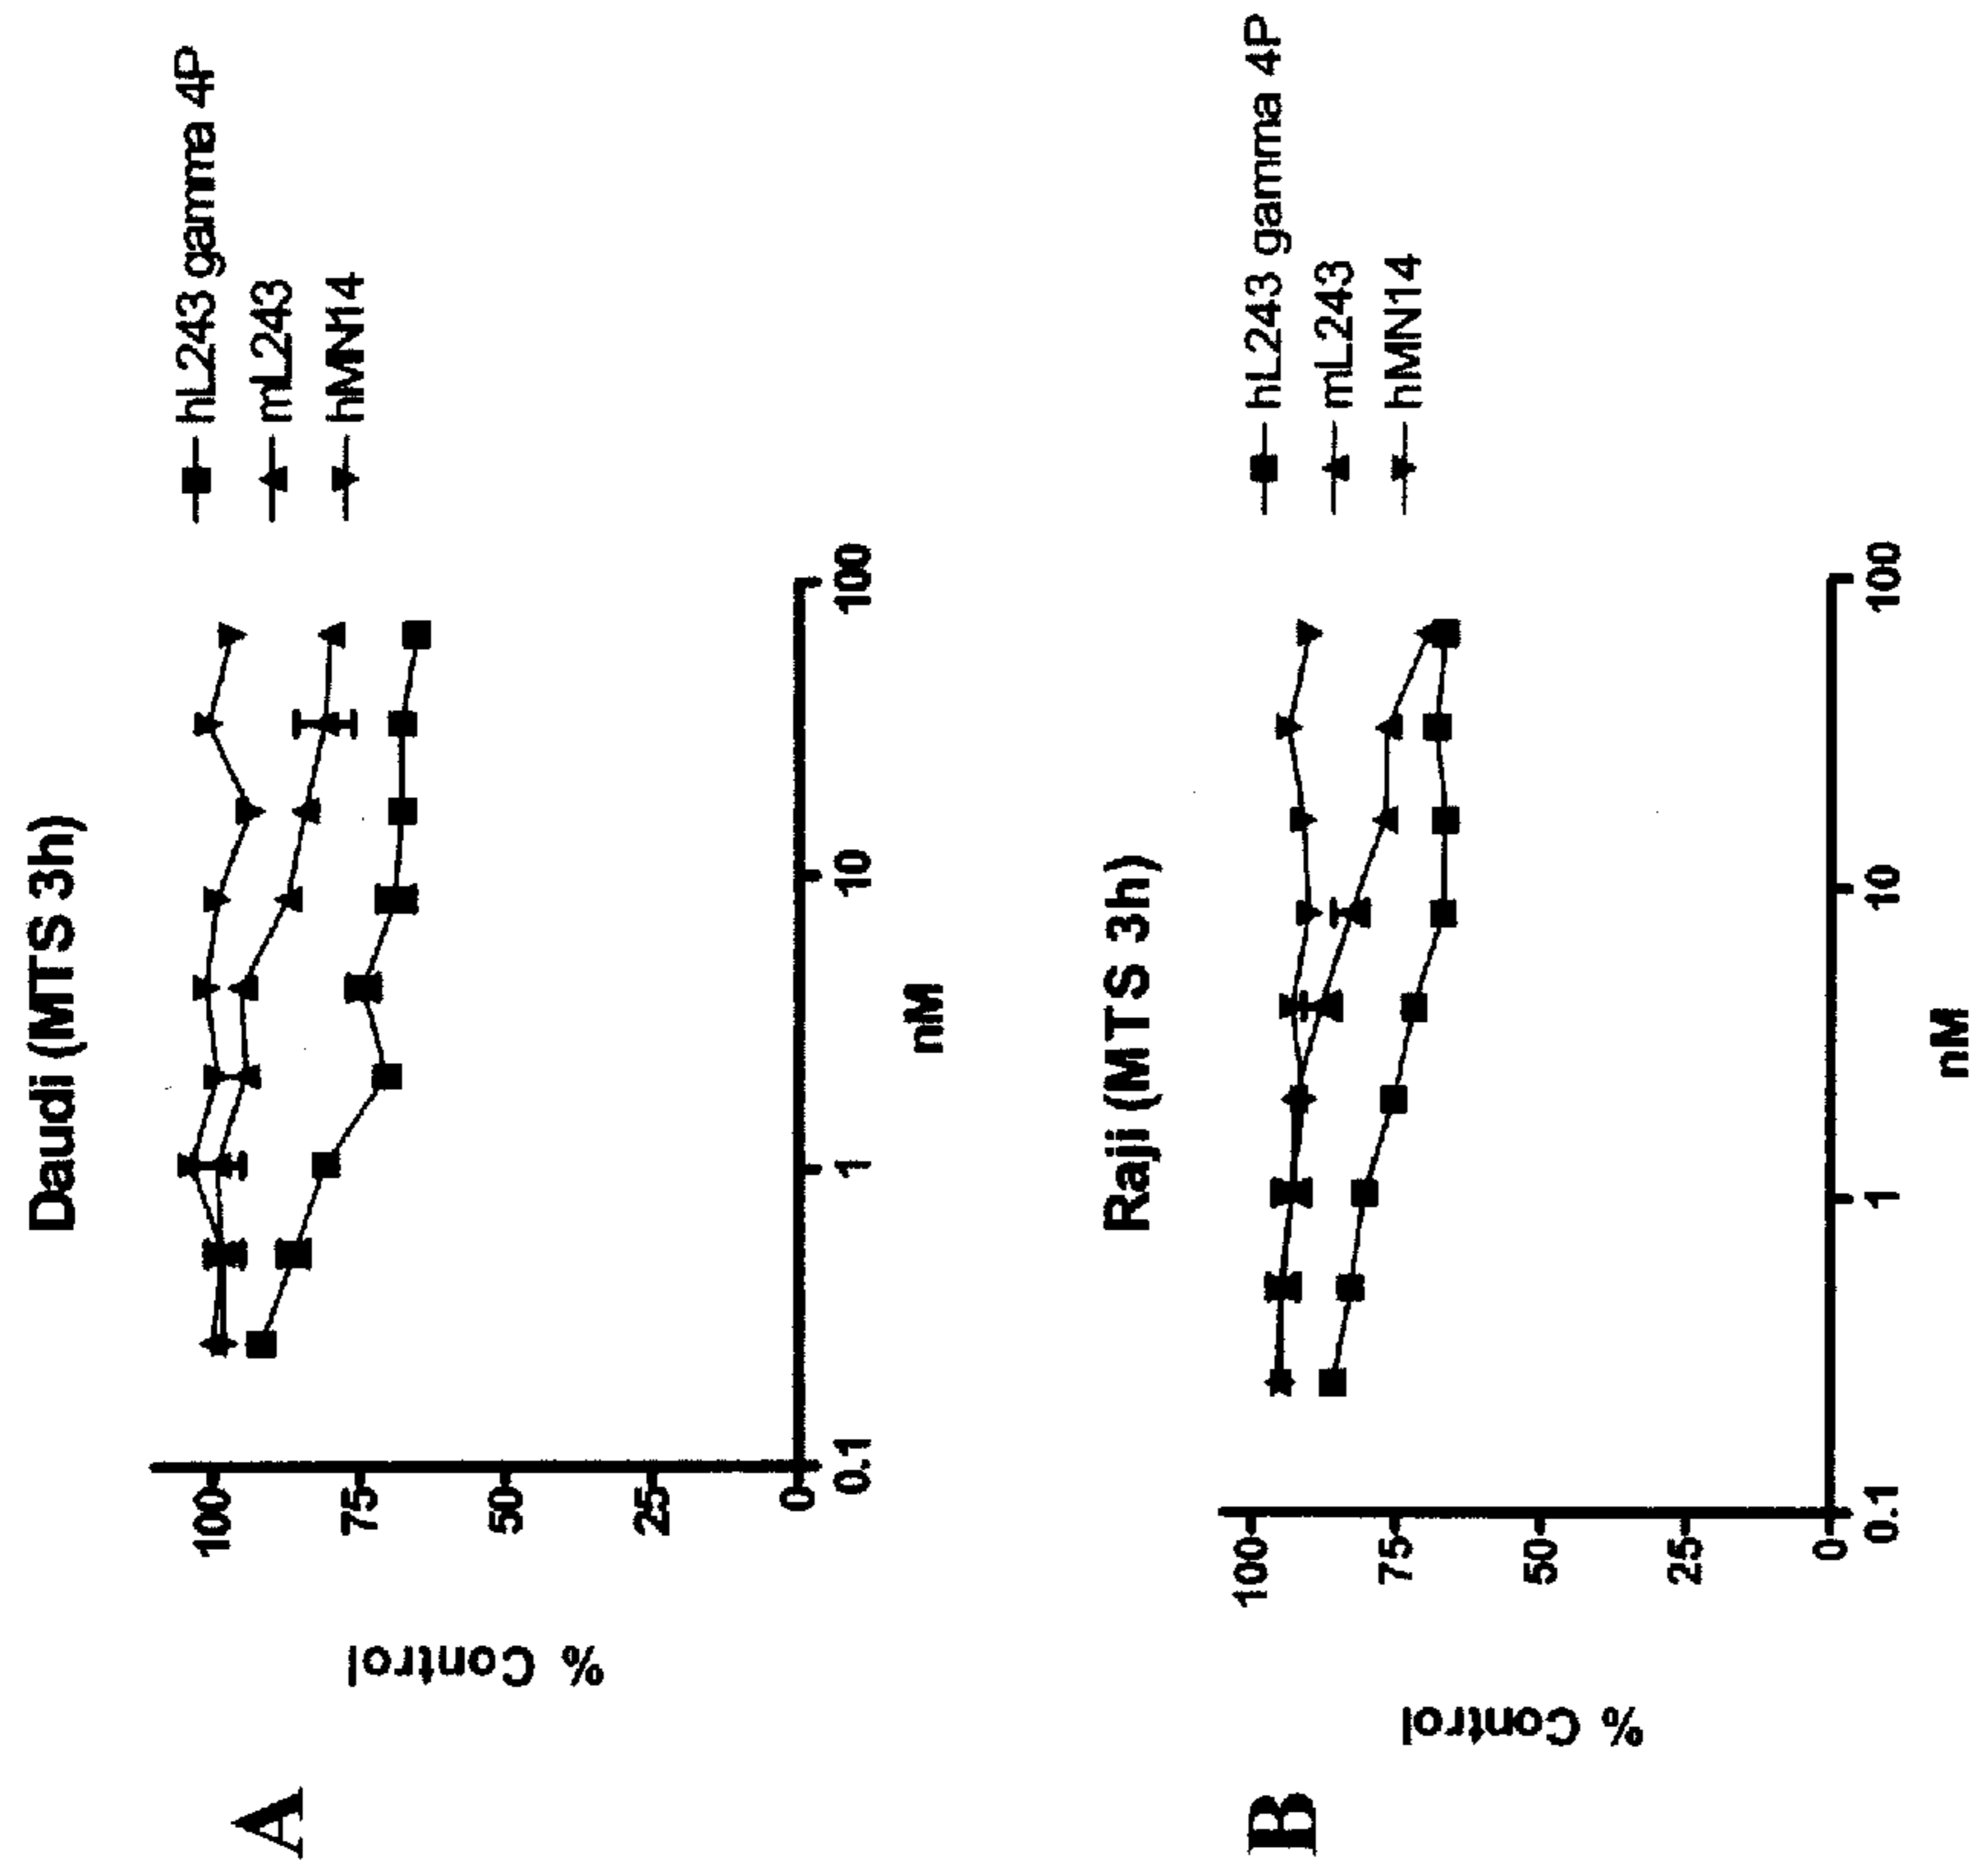 A
Daudi (MTS 3h)
% Control
100
75
50
25
0
0.1
1
10
100
nM
hL243 gamma 4P
mL243
hMN14
B
Raji (MTS 3h)
% Control
100
75
50
25
0
0.1
1
10
100
nM
hL243 gamma 4P
mL243
hMN14